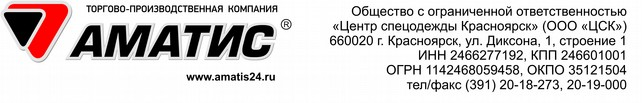 ТОРГОВО-ПРОИЗВОДСТВЕННАЯ КОМПАНИЯ
АМАТИС®
www.amatis24.ru
Общество с ограниченной ответственностью
«Центр спецодежды Красноярск» (ООО «ЦСК»)
660020 г. Красноярск, ул. Диксона, 1, строение 1
ИНН 2466277192, КПП 246601001
ОГРН 1142468059458, ОКПО 35121504
тел/факс (391) 20-18-273, 20-19-000